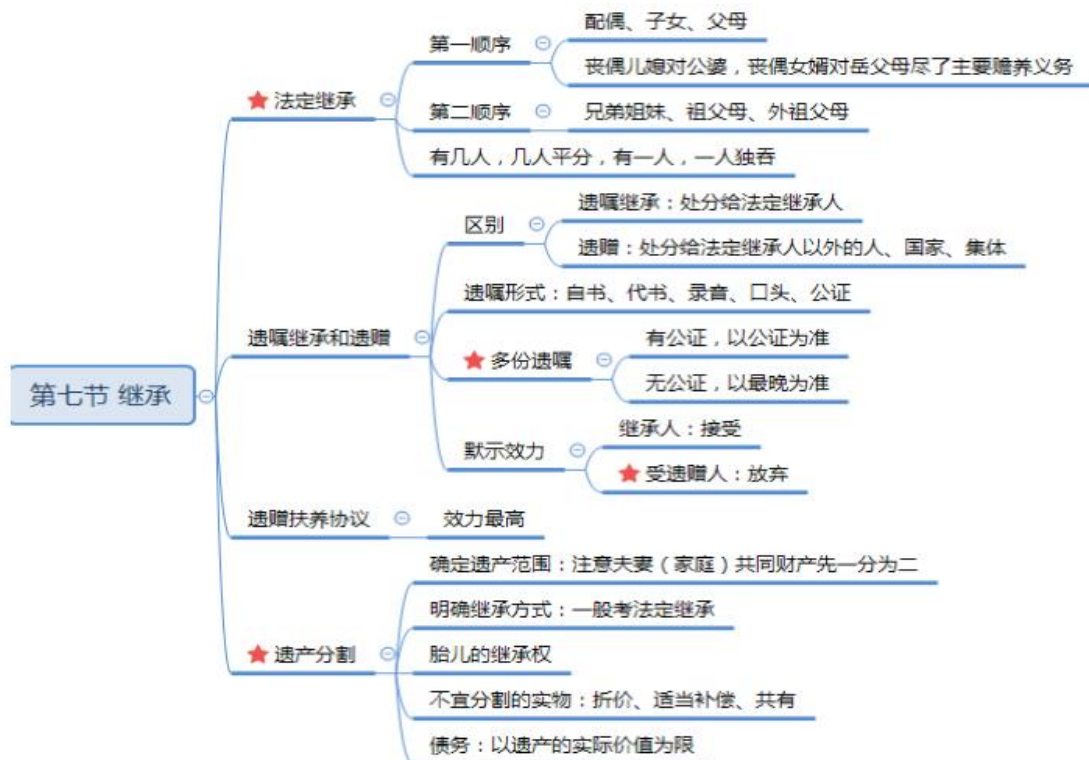 第七节 继承
法定继承
第一顺序
配偶、子女、父母
丧偶儿媳对公婆，丧偶女婿对岳父母尽了主要赡养义务
第二顺序
兄弟姐妹、祖父母、外祖父母
有几人，几人平分，有一人，一人独吞
遗嘱继承和遗赠
区别
遗嘱继承：处分给法定继承人
遗赠：处分给法定继承人以外的人、国家、集体
遗嘱形式：自书、代书、录音、口头、公证
多份遗嘱
有公证，以公证为准
无公证，以最晚为准
默示效力
继承人：接受
受遗赠人：放弃
遗赠扶养协议
效力最高
遗产分割
确定遗产范围：注意夫妻（家庭）共同财产先一分为二
明确继承方式：一般考法定继承
胎儿的继承权
不宜分割的实物：折价、适当补偿、共有
债务：以遗产的实际价值为限